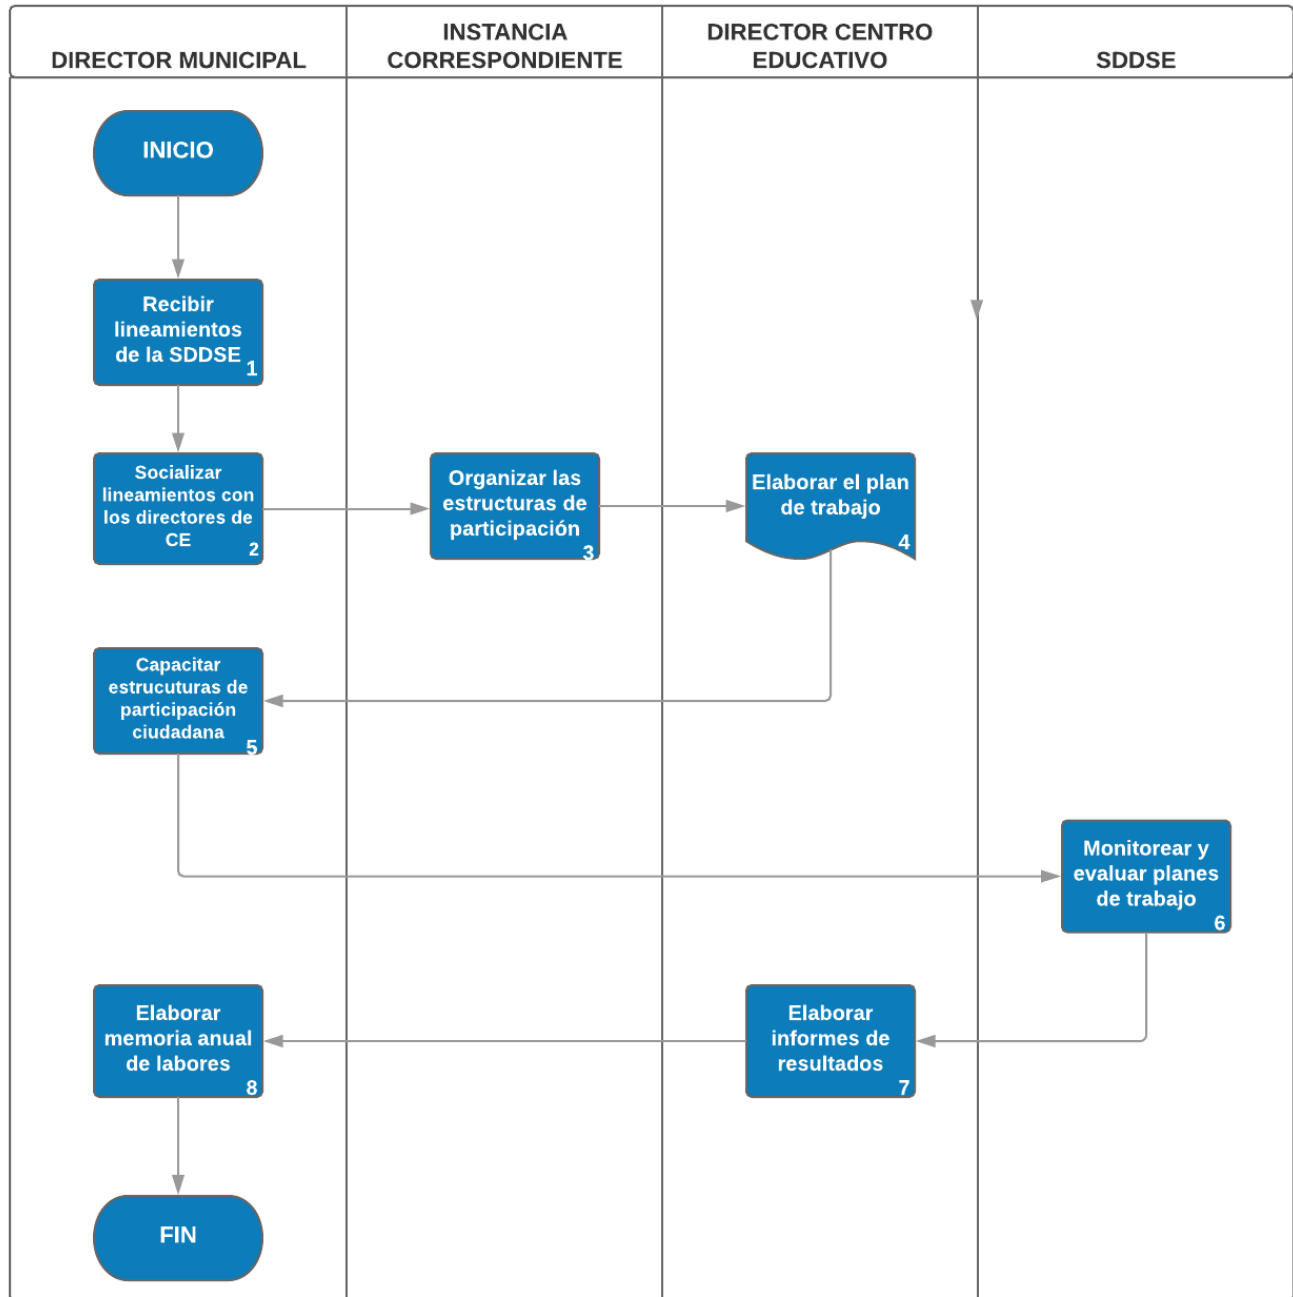 DIRECTOR MUNICIPAL
INSTANCIA
CORRESPONDIENTE
DIRECTOR CENTRO
EDUCATIVO
SDDSE
INICIO
Recibir
lineamientos
de la SDDSE
1
Socializar
lineamientos con
los directores de
CE
2
Organizar las
estructuras de
participación
3
Elaborar el plan
de trabajo
4
Capacitar
estrucuturas de
participación
ciudadana
5
Monitorear y
evaluar planes
de trabajo
6
Elaborar
informes de
resultados
7
Elaborar
memoria anual
de labores
8
FIN